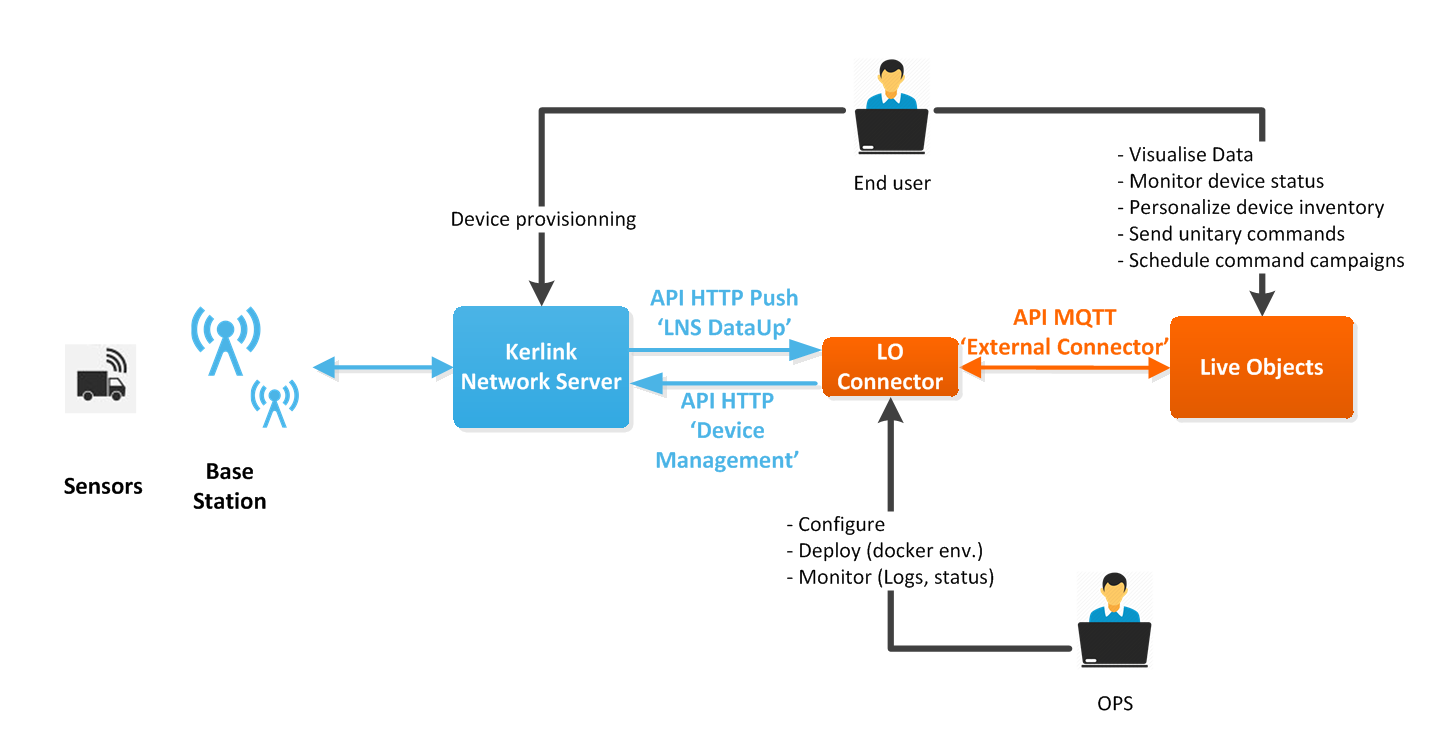 End user
- Visualise Data
- Monitor device status
- Personalize device inventory
- Send unitary commands
- Schedule command campaigns
Device provisionning
API HTTP Push
‘LNS DataUp’
API MQTT
‘External Connector’
Kerlink
Network Server
LO
Connector
Live Objects
API HTTP
‘Device
Management’
Sensors
Base
Station
- Configure
- Deploy (docker env.)
- Monitor (Logs, status)
OPS